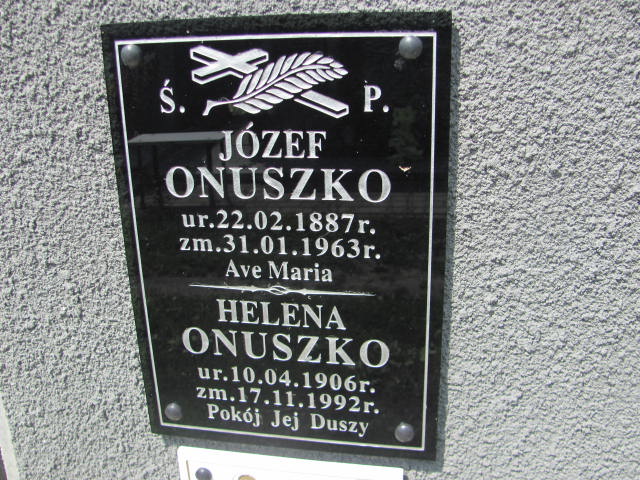 Ś. P.
JÓZEF
ONUSZKO
ur.22.02.1887r.
zm.31.01.1963r.
Ave Maria
HELENA
ONUSZKO
ur.10.04.1906r.
zm.17.11.1992r.
Pokój Jej Duszy